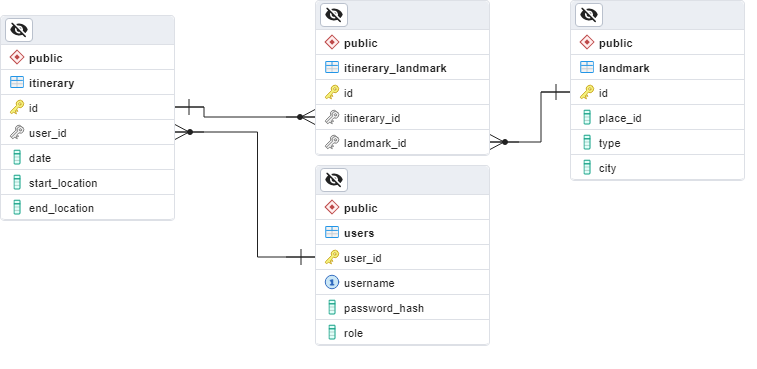 public
itinerary
id
user_id
date
start_location
end_location
public
itinerary_landmark
id
itinerary_id
landmark_id
public
landmark
id
place_id
type
city
public
users
user_id
1 username
password_hash
role